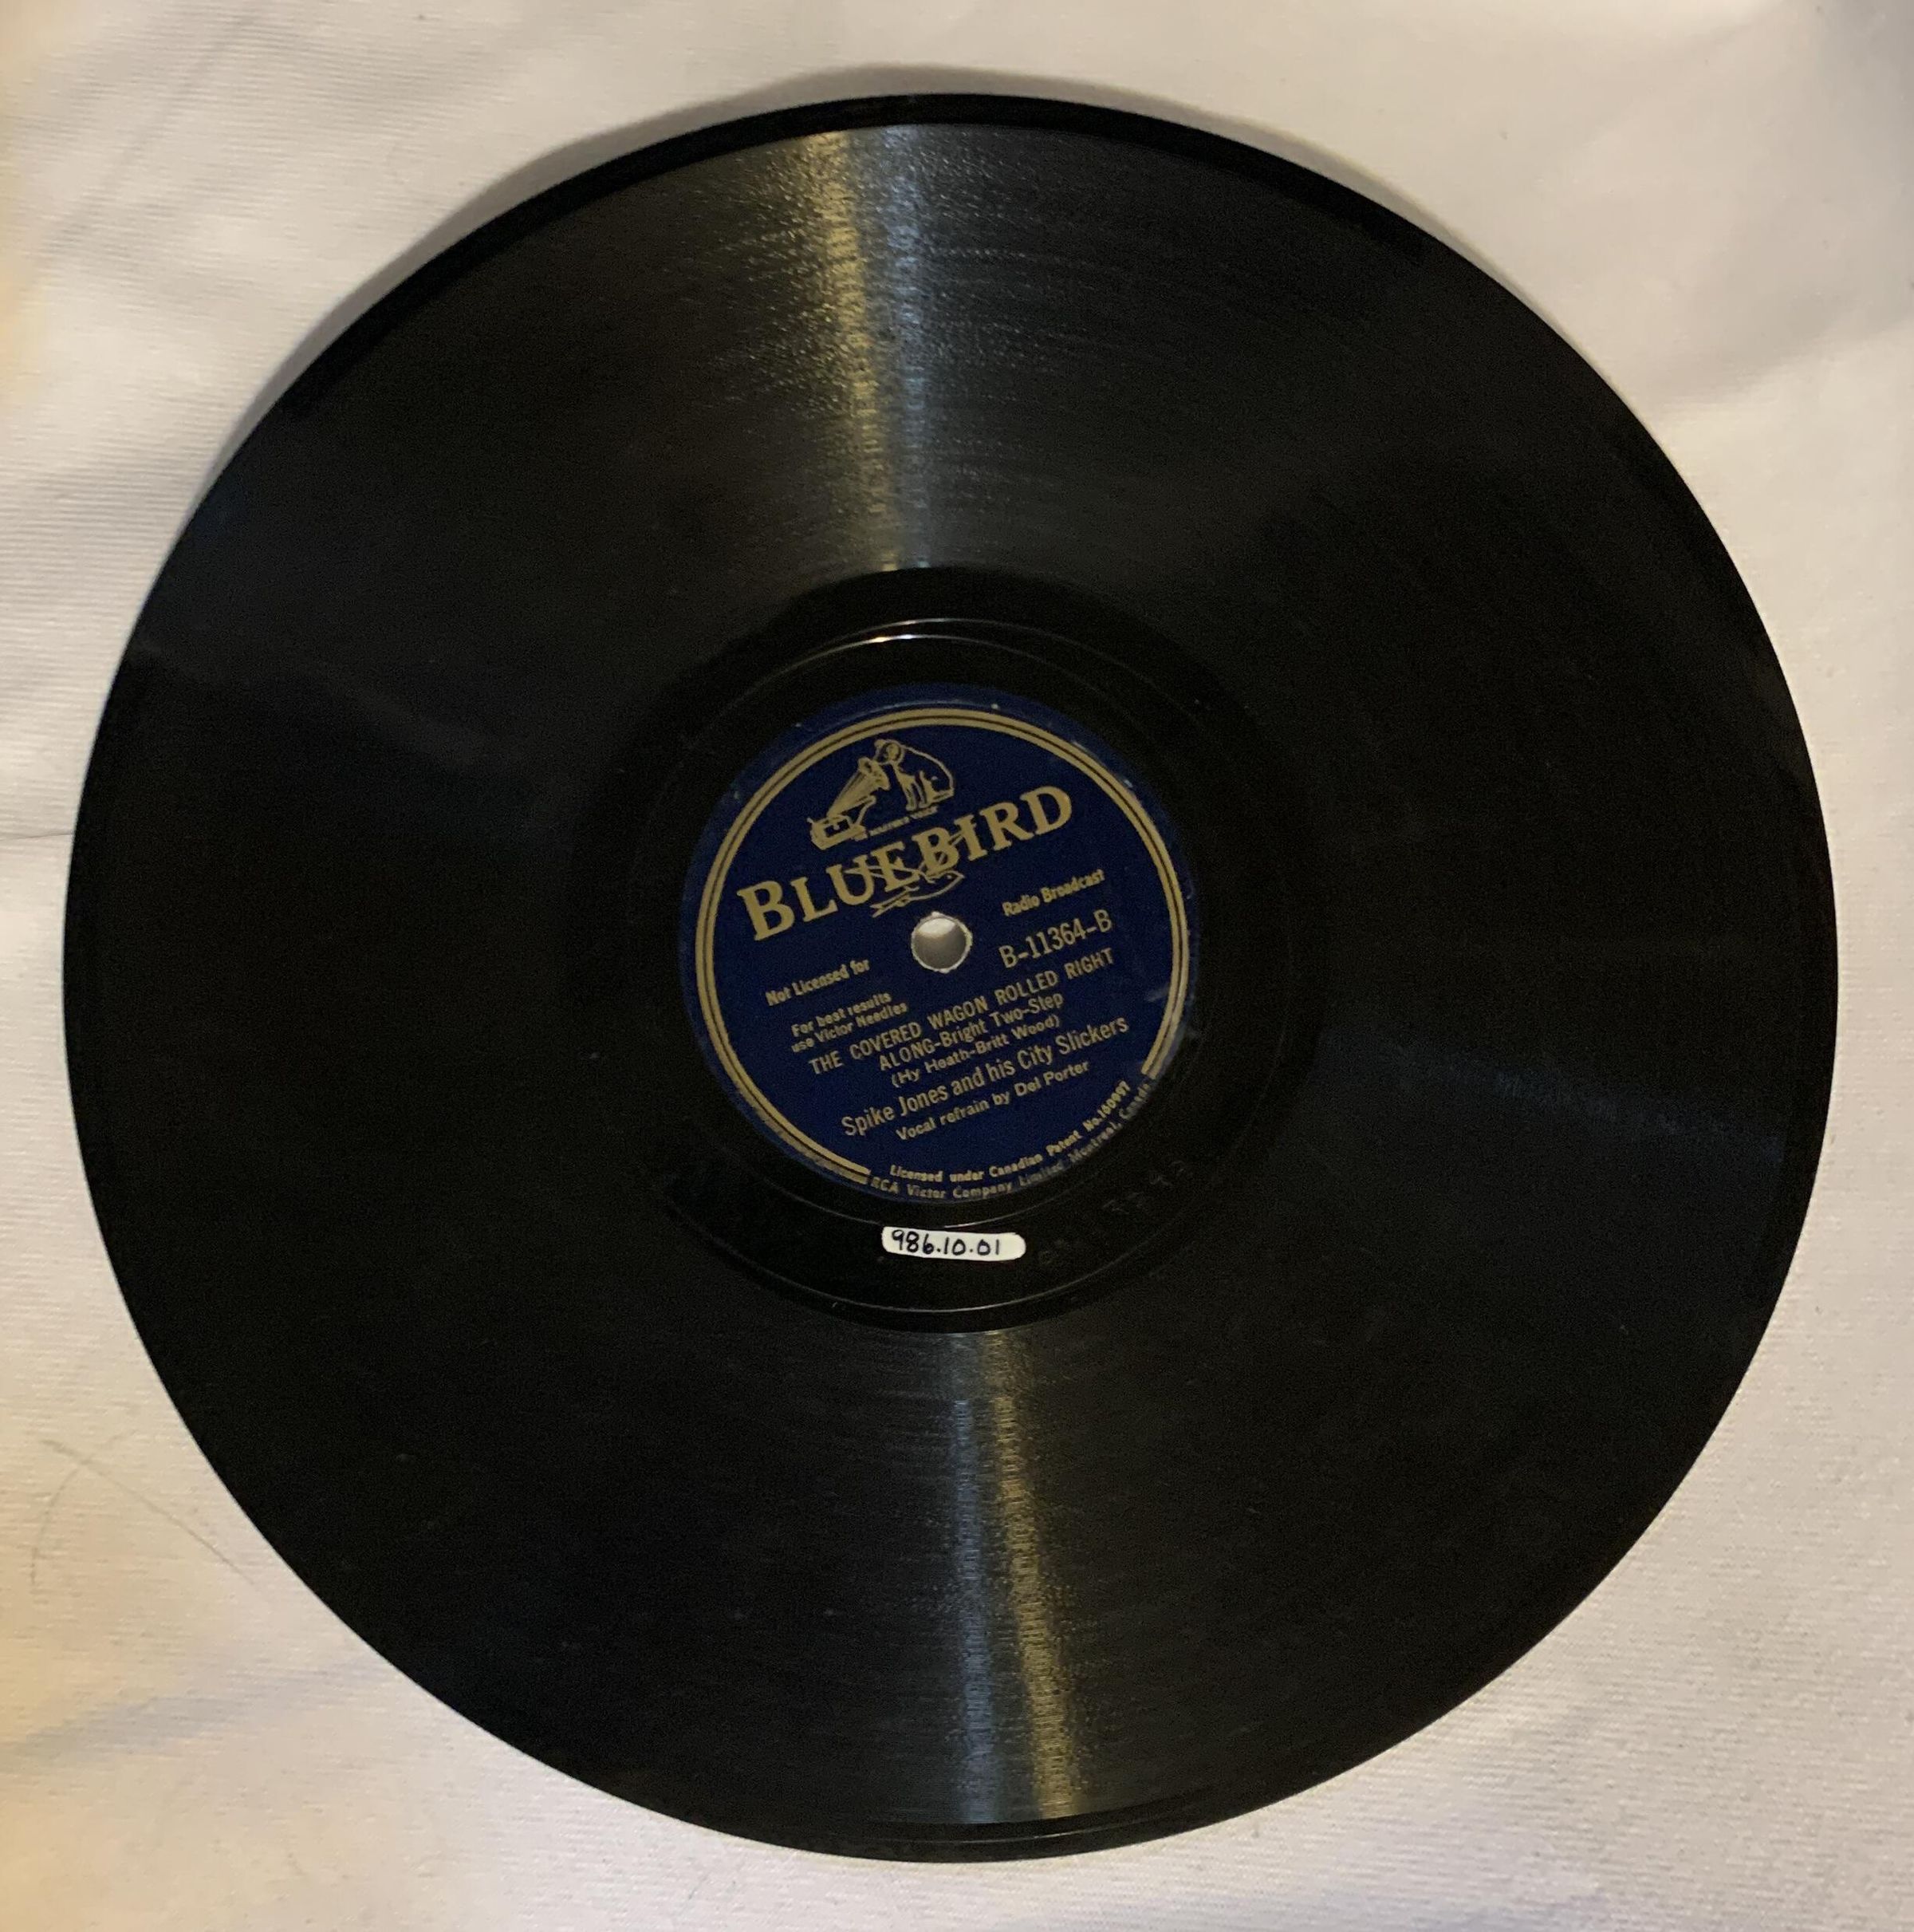 BLUEBIRD
Not Licensed for Radio Broadcast
For best results
use Victor Needles
B-11364-B
THE COVERED WAGON ROLLED RIGHT
ALONG-Bright Two-Step
(Hy Heath-Britt Wood)
Spike Jones and his City Slickers
Vocal refrain by Del Porter
Licensed under Canadian Patent No.160997
RCA Victor Company Limited Montreal, Canada
986.10.01